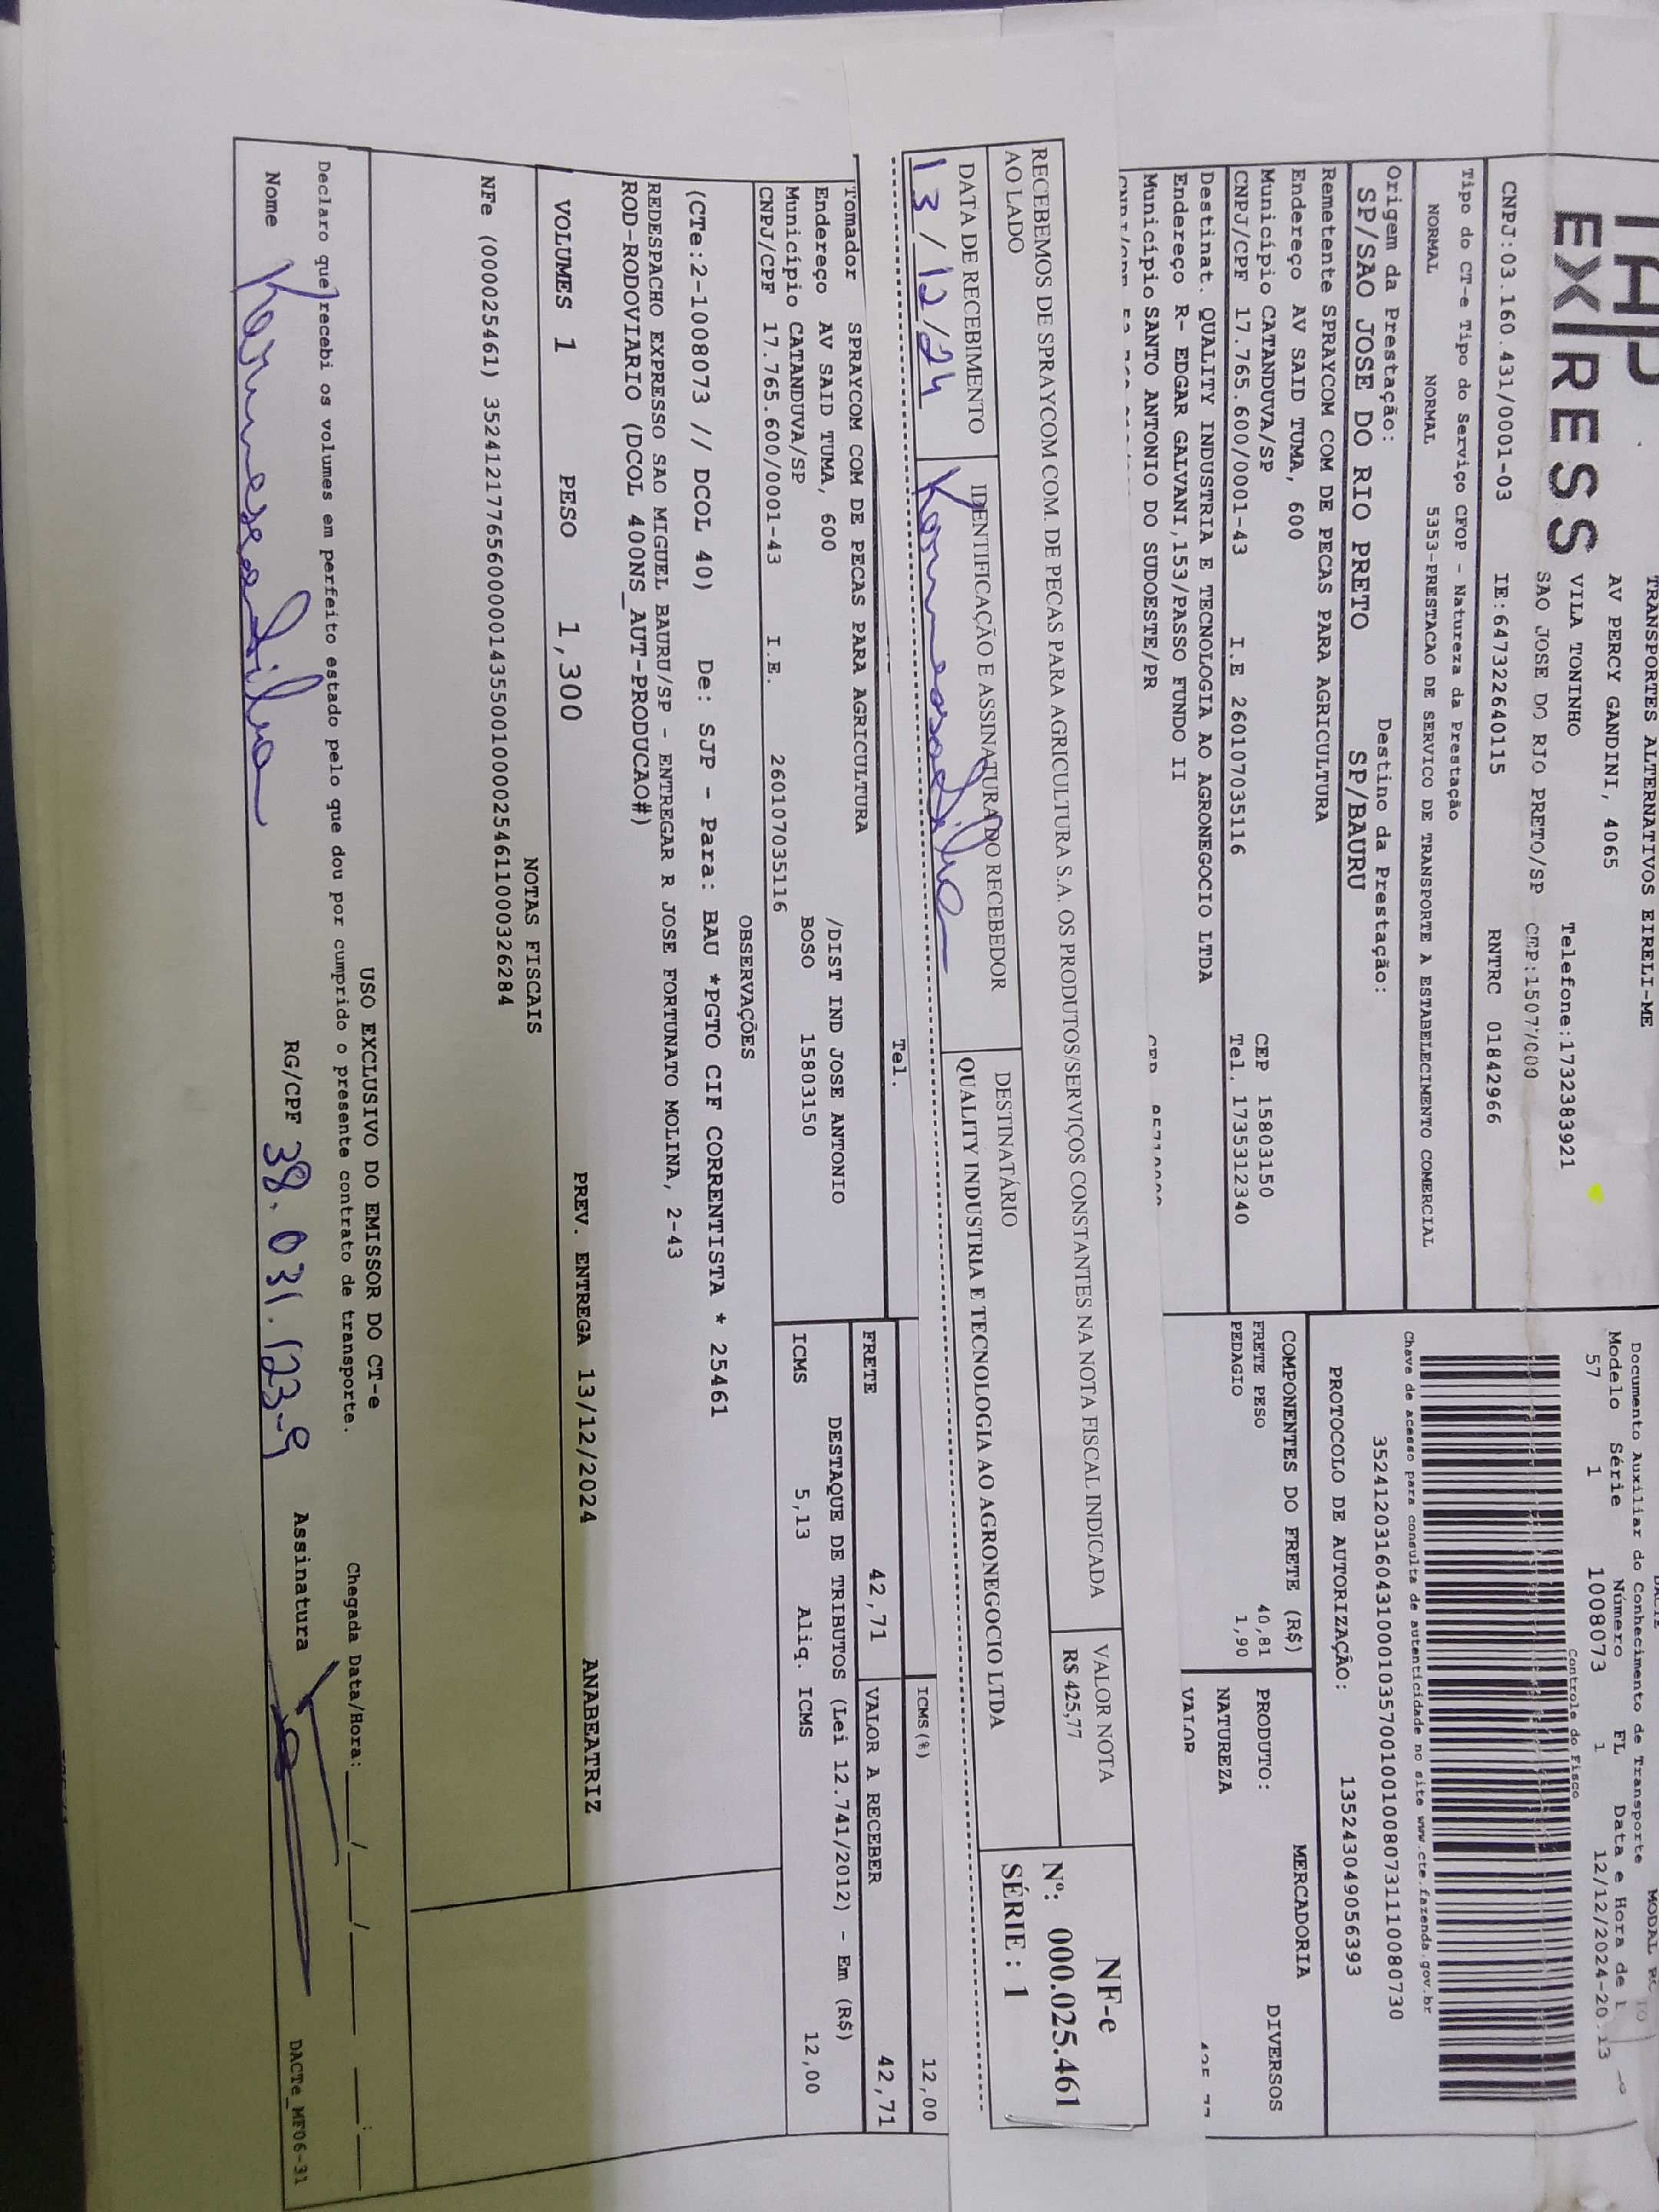 EXPRESS
TRANSPORTES ALTERNATIVOS EIRELI-ME
AV PERCY GANDINI, 4065
VILA TONINHO Telefone:1732383921
SAO JOSE DO RIO PRETO/SP CEP:15077000
CNPJ:03.160.431/0001-03 IE:647322640115 RNTRC 01842966
Documento Auxiliar do Conhecimento de Transporte
Modelo Série Número FL Data e Hora de
57 1 1008073 1 12/12/2024-20.13
Controle do Fisco
Tipo do CT-e Tipo do Serviço CFOP - Natureza da Prestação
NORMAL NORMAL 5353-PRESTACAO DE SERVICO DE TRANSPORTE A ESTABELECIMENTO COMERCIAL
Chave de acesso para consulta de autenticidade no site www.cte.fazenda.gov.br
35241203160431000103570010010080731110080730
Origem da Prestação: Destino da Prestação:
SP/SAO JOSE DO RIO PRETO SP/BAURU
PROTOCOLO DE AUTORIZAÇÃO: 135243049056393
Remetente SPRAYCOM COM DE PECAS PARA AGRICULTURA
Endereço AV SAID TUMA, 600
Município CATANDUVA/SP CEP 15803150
CNPJ/CPF 17.765.600/0001-43 I.E 260107035116 Tel. 1735312340
COMPONENTES DO FRETE (R$)
FRETE PESO 40,81
PEDAGIO 1,90
MERCADORIA
PRODUTO: DIVERSOS
NATUREZA
VALOR
Destinat. QUALITY INDUSTRIA E TECNOLOGIA AO AGRONEGOCIO LTDA
Endereço R- EDGAR GALVANI,153/PASSO FUNDO II
Município SANTO ANTONIO DO SUDOESTE/PR
RECEBEMOS DE SPRAYCOM COM. DE PECAS PARA AGRICULTURA S.A. OS PRODUTOS/SERVIÇOS CONSTANTES NA NOTA FISCAL INDICADA
AO LADO
VALOR NOTA
R$ 425,77
NF-e
Nº: 000.025.461
SÉRIE : 1
DATA DE RECEBIMENTO IDENTIFICAÇÃO E ASSINATURA DO RECEBEDOR DESTINATÁRIO
QUALITY INDUSTRIA E TECNOLOGIA AO AGRONEGOCIO LTDA
13/12/24
Tel.
ICMS(%) 12,00
Tomador SPRAYCOM COM DE PECAS PARA AGRICULTURA
Endereço AV SAID TUMA, 600 /DIST IND JOSE ANTONIO
Município CATANDUVA/SP BOSO 15803150
CNPJ/CPF 17.765.600/0001-43 I.E. 260107035116
FRETE 42,71 VALOR A RECEBER 42,71
DESTAQUE DE TRIBUTOS (Lei 12.741/2012) - Em (R$)
ICMS 5,13 Aliq. ICMS 12,00
OBSERVAÇÕES
(CTe:2-1008073 // DCOL 40) De: SJP - Para: BAU *PGTO CIF CORRENTISTA * 25461
REDESPACHO EXPRESSO SAO MIGUEL BAURU/SP - ENTREGAR R JOSE FORTUNATO MOLINA, 2-43
ROD-RODOVIARIO (DCOL 400NS_AUT-PRODUCAO#)
VOLUMES 1 PESO 1,300 PREV. ENTREGA 13/12/2024 ANABEATRIZ
NOTAS FISCAIS
NFe (000025461) 35241217765600000143550010000254611000326284
USO EXCLUSIVO DO EMISSOR DO CT-e
Declaro que recebi os volumes em perfeito estado pelo que dou por cumprido o presente contrato de transporte. Chegada Data/Hora: ___/___/_____ __:__
Nome RG/CPF 38.031.123-9 Assinatura
DACTe_MF06-31